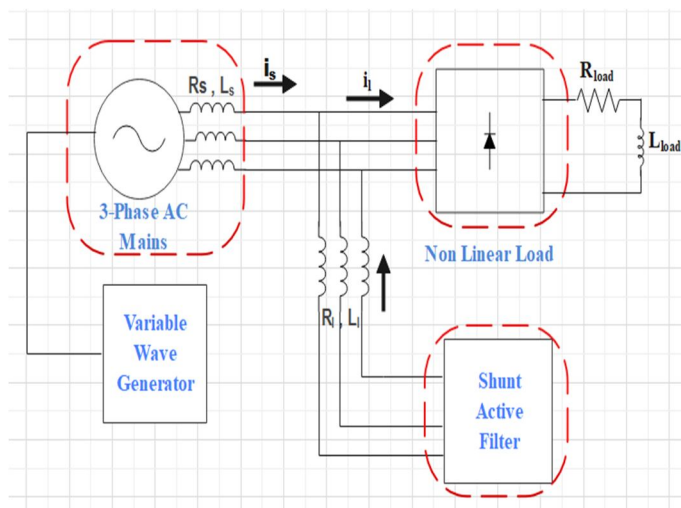 Rs , Ls
is
il
Rload
Lload
3-Phase AC
Mains
Non Linear Load
Variable
Wave
Generator
Rl , Ll
Shunt
Active
Filter